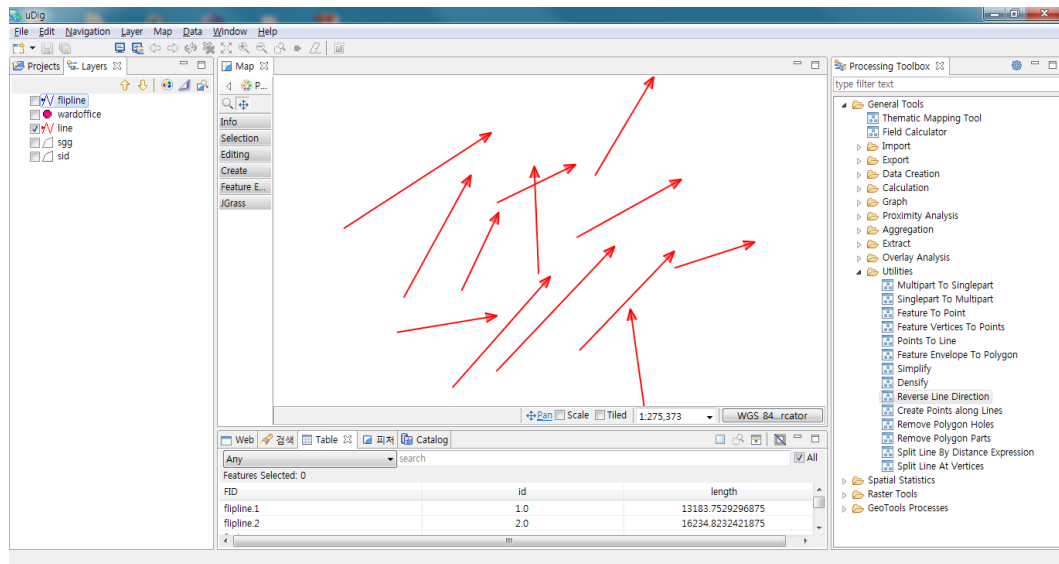 uDig
File Edit Navigation Layer Map Data Window Help
Projects Layers
flipline
wardoffice
line
sgg
sid
Map
P...
Info
Selection
Editing
Create
Feature E...
JGrass
Pan Scale Tiled 1:275,373 WGS 84...rcator
Web 검색 Table 피처 Catalog
Any search All
Features Selected: 0
FID id length
flipline.1 1.0 13183.7529296875
flipline.2 2.0 16234.8232421875
Processing Toolbox
type filter text
General Tools
Thematic Mapping Tool
Field Calculator
Import
Export
Data Creation
Calculation
Graph
Proximity Analysis
Aggregation
Extract
Overlay Analysis
Utilities
Multipart To Singlepart
Singlepart To Multipart
Feature To Point
Feature Vertices To Points
Points To Line
Feature Envelope To Polygon
Simplify
Densify
Reverse Line Direction
Create Points along Lines
Remove Polygon Holes
Remove Polygon Parts
Split Line By Distance Expression
Split Line At Vertices
Spatial Statistics
Raster Tools
GeoTools Processes